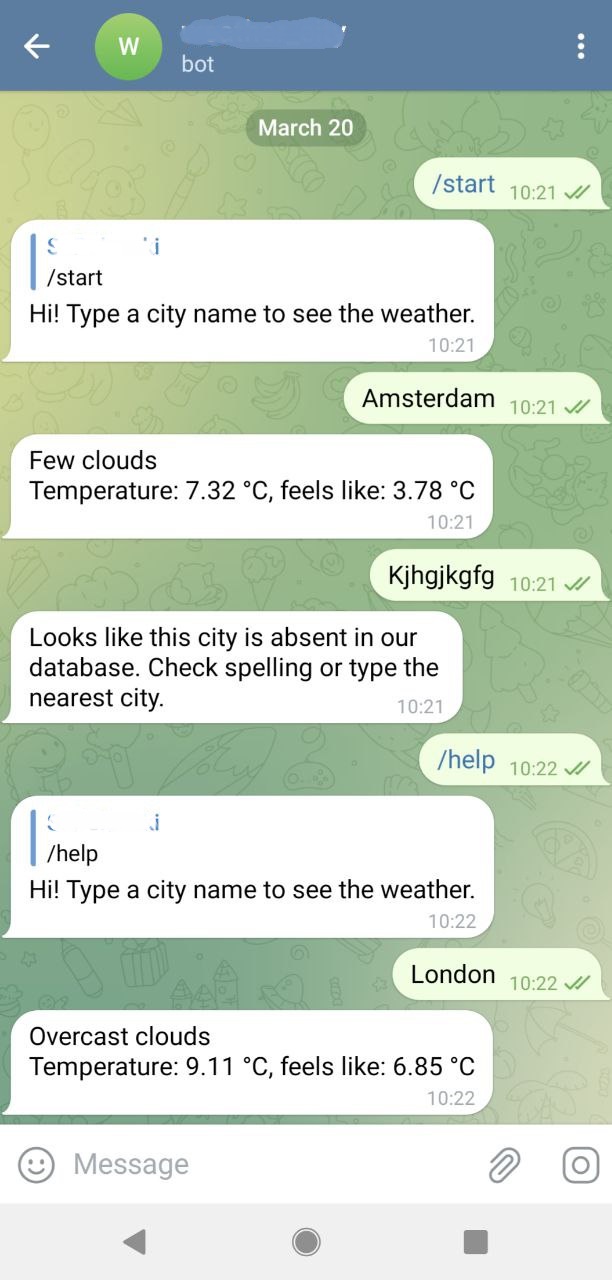 W
bot
March 20
/start 10:21
/start
Hi! Type a city name to see the weather.
10:21
Amsterdam 10:21
Few clouds
Temperature: 7.32 °C, feels like: 3.78 °C
10:21
Kjhgjkgfg 10:21
Looks like this city is absent in our
database. Check spelling or type the
nearest city. 10:21
/help 10:22
/help
Hi! Type a city name to see the weather.
10:22
London 10:22
Overcast clouds
Temperature: 9.11 °C, feels like: 6.85 °C
10:22
Message